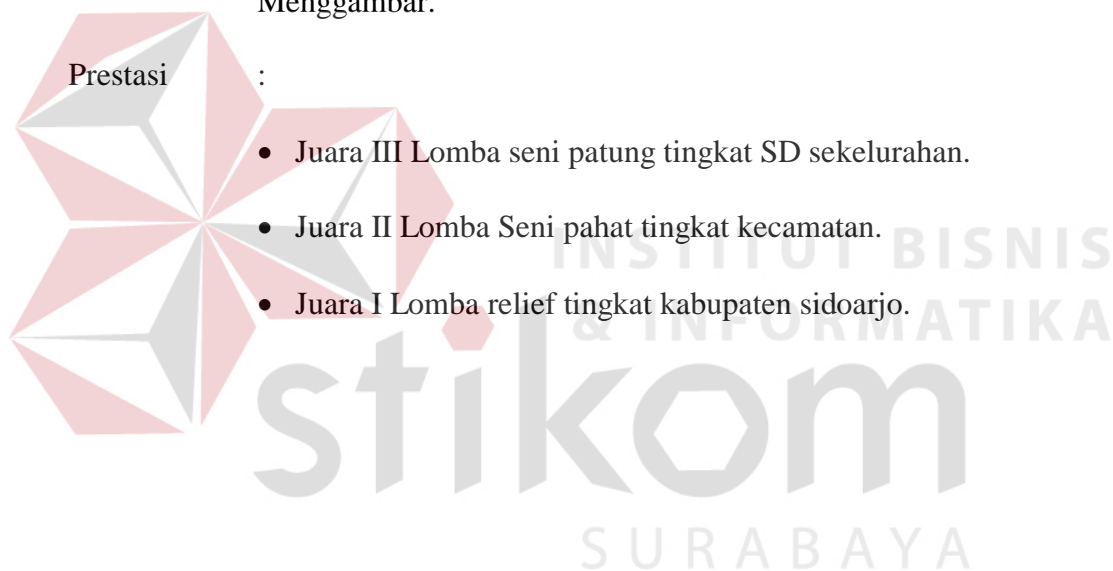 Menggambar.
Prestasi :
• Juara III Lomba seni patung tingkat SD sekelurahan.
• Juara II Lomba Seni pahat tingkat kecamatan.
INSTITUT BISNIS
• Juara I Lomba relief tingkat kabupaten sidoarjo.
& INFORMATIKA
stikom
SURABAYA